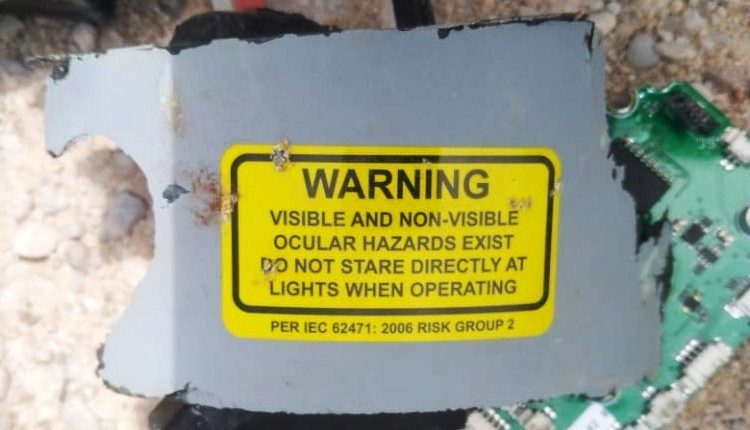 WARNING
VISIBLE AND NON-VISIBLE
OCULAR HAZARDS EXIST
DO NOT STARE DIRECTLY AT
LIGHTS WHEN OPERATING
PER IEC 62471: 2006 RISK GROUP 2